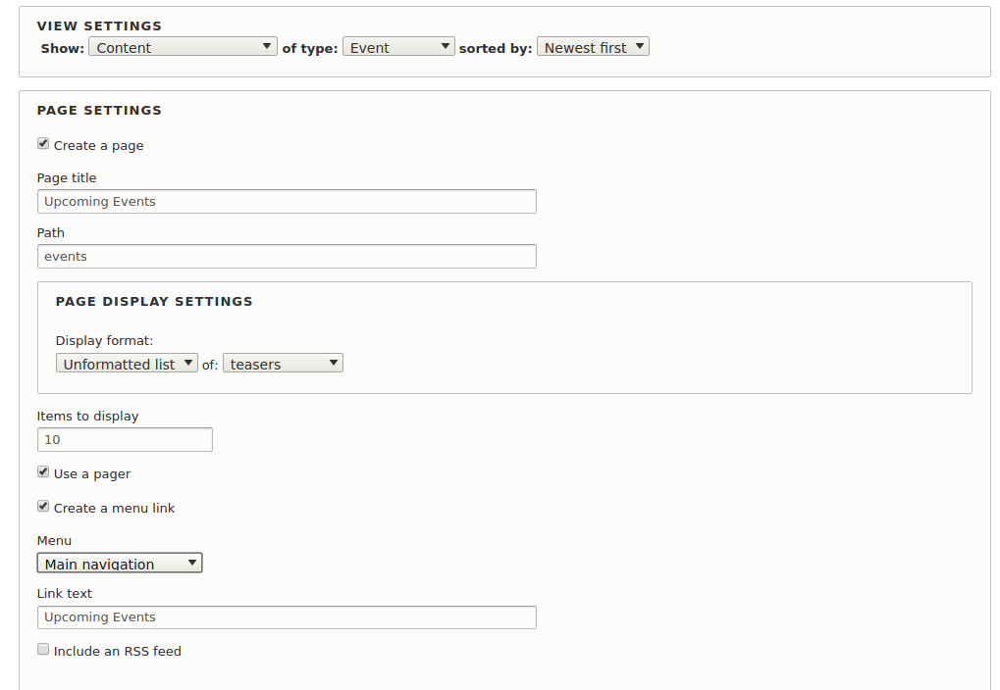 VIEW SETTINGS
Show: Content of type: Event sorted by: Newest first
PAGE SETTINGS
Create a page
Page title
Upcoming Events
Path
events
PAGE DISPLAY SETTINGS
Display format:
Unformatted list of: teasers
Items to display
10
Use a pager
Create a menu link
Menu
Main navigation
Link text
Upcoming Events
Include an RSS feed